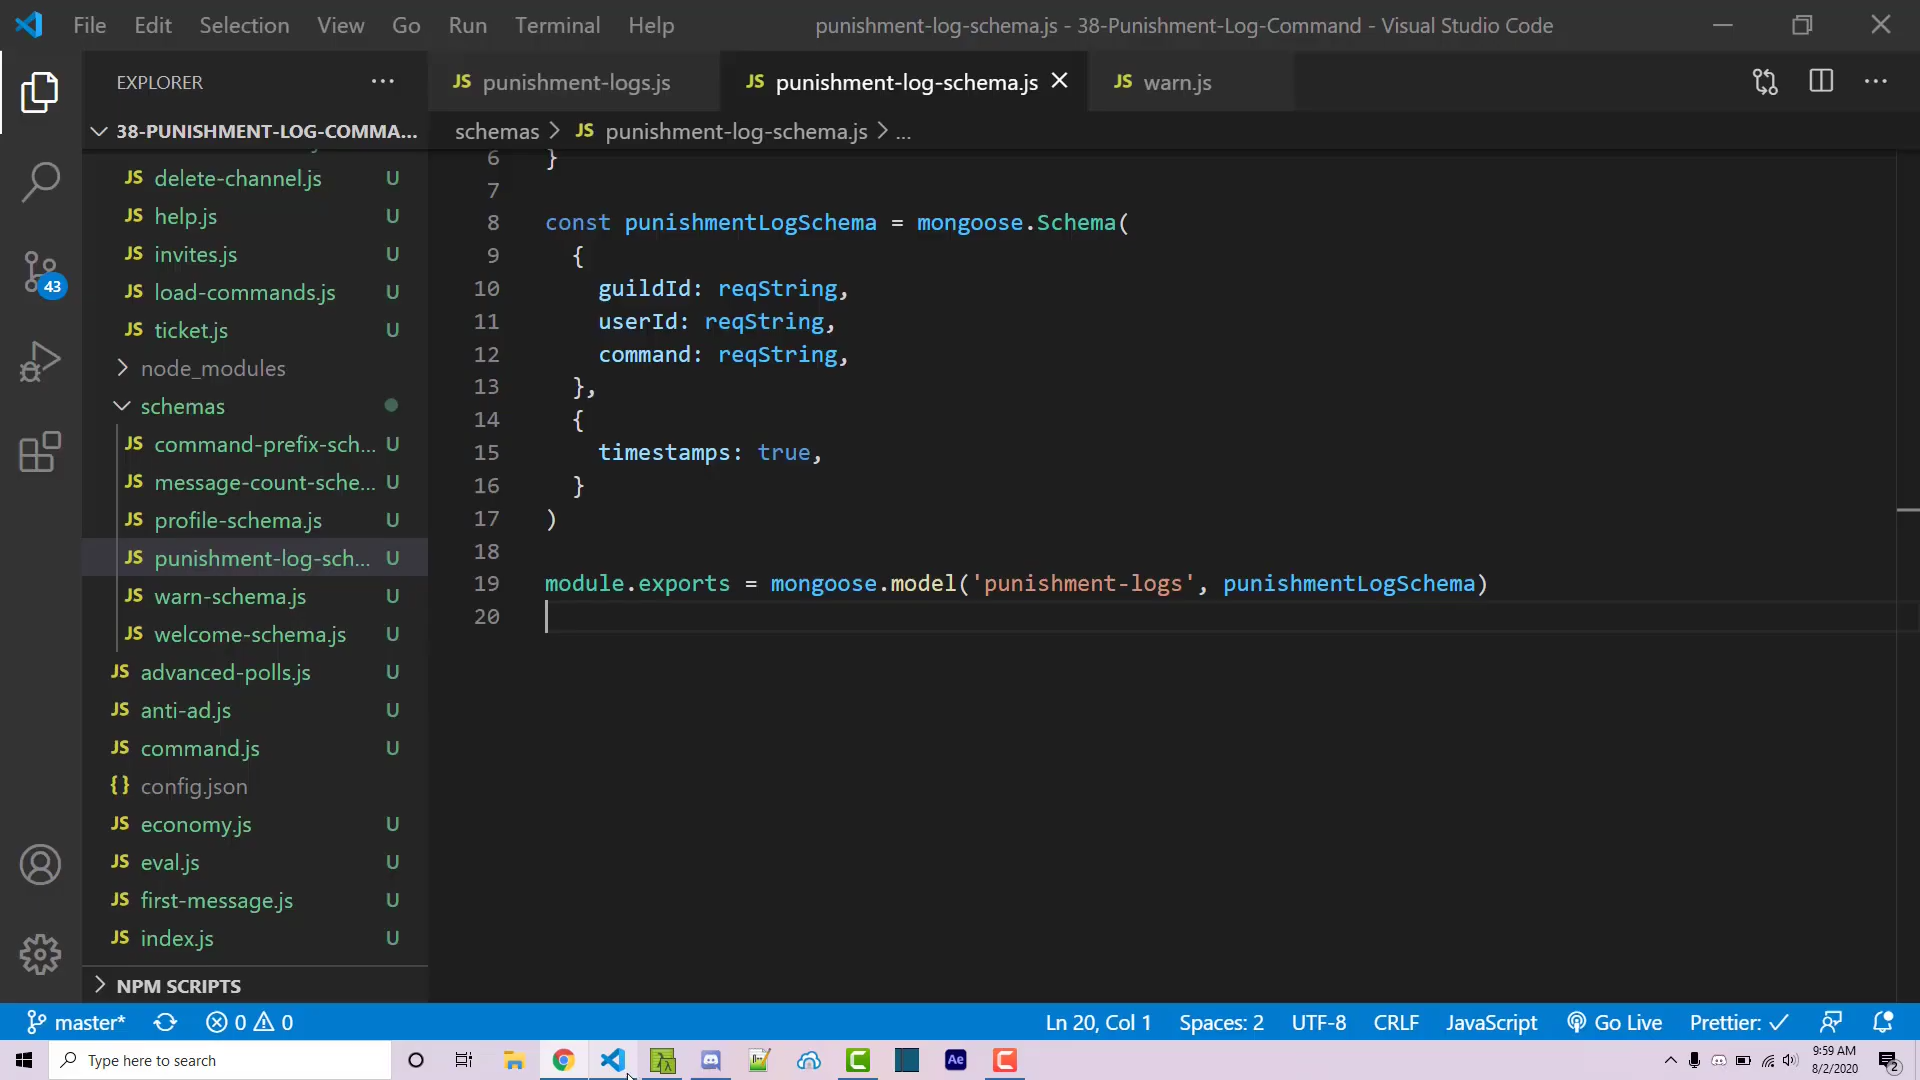 File Edit Selection View Go Run Terminal Help
punishment-log-schema.js - 38-Punishment-Log-Command - Visual Studio Code
EXPLORER
38-PUNISHMENT-LOG-COMMA...
JS delete-channel.js U
JS help.js U
JS invites.js U
JS load-commands.js U
JS ticket.js U
node_modules
schemas
JS command-prefix-sch... U
JS message-count-sche... U
JS profile-schema.js U
JS punishment-log-sch... U
JS warn-schema.js U
JS welcome-schema.js U
JS advanced-polls.js U
JS anti-ad.js U
JS command.js U
{} config.json
JS economy.js U
JS eval.js U
JS first-message.js U
JS index.js U
NPM SCRIPTS
43
JS punishment-logs.js
JS punishment-log-schema.js
JS warn.js
schemas > JS punishment-log-schema.js > ...
6 }
7
8 const punishmentLogSchema = mongoose.Schema(
9 {
10 guildId: reqString,
11 userId: reqString,
12 command: reqString,
13 },
14 {
15 timestamps: true,
16 }
17 )
18
19 module.exports = mongoose.model('punishment-logs', punishmentLogSchema)
20
master* 0 0
Ln 20, Col 1 Spaces: 2 UTF-8 CRLF JavaScript Go Live Prettier: ✓
Type here to search
Ae
9:59 AM
8/2/2020
2